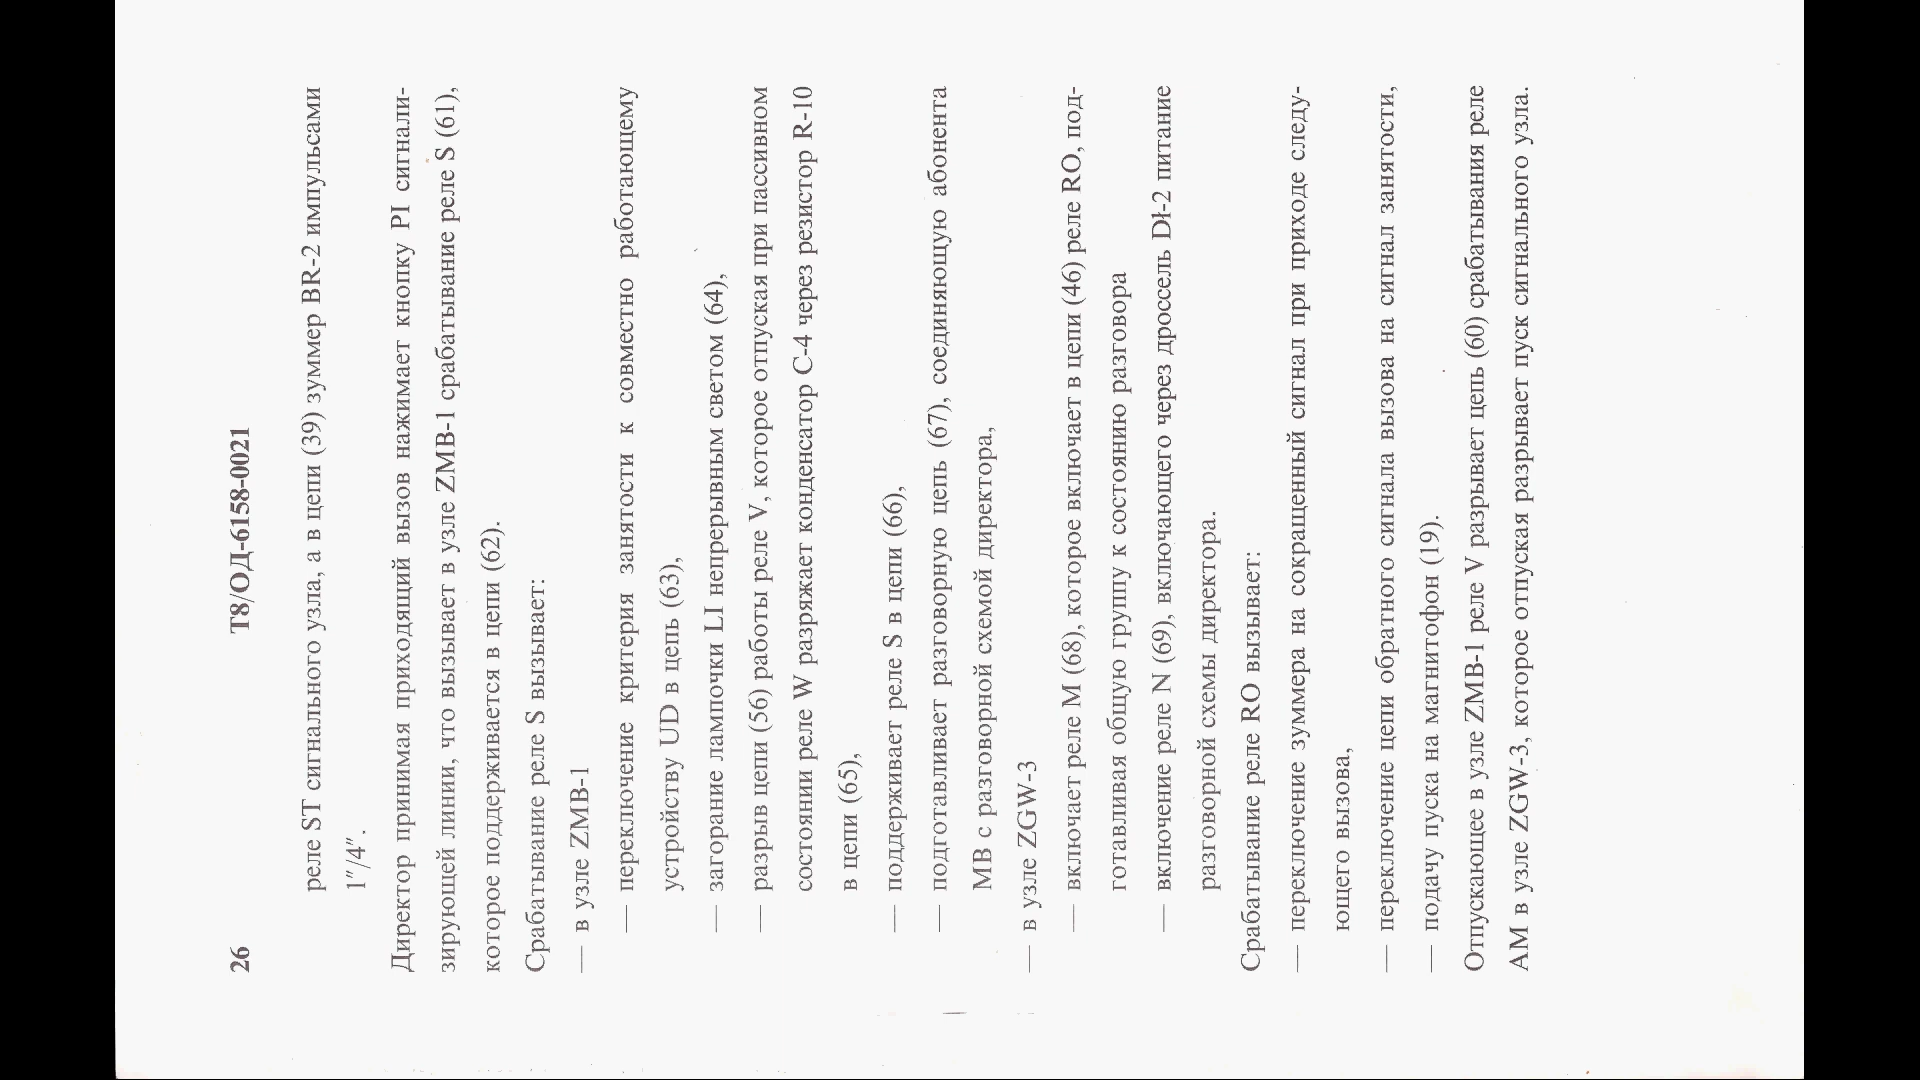 26 Т8/ОД-6158-0021
реле ST сигнального узла, а в цепи (39) зуммер BR-2 импульсами
1″/4″.
Директор принимая приходящий вызов нажимает кнопку PI сигнали-
зирующей линии, что вызывает в узле ZMB-1 срабатывание реле S (61),
которое поддерживается в цепи (62).
Срабатывание реле S вызывает:
— в узле ZMB-1
— переключение критерия занятости к совместно работающему
устройству UD в цепь (63),
— загорание лампочки LI непрерывным светом (64),
— разрыв цепи (56) работы реле V, которое отпуская при пассивном
состоянии реле W разряжает конденсатор C-4 через резистор R-10
в цепи (65),
— поддерживает реле S в цепи (66),
— подготавливает разговорную цепь (67), соединяющую абонента
МВ с разговорной схемой директора,
— в узле ZGW-3
— включает реле М (68), которое включает в цепи (46) реле RO, под-
готавливая общую группу к состоянию разговора
— включение реле N (69), включающего через дроссель Dł-2 питание
разговорной схемы директора.
Срабатывание реле RO вызывает:
— переключение зуммера на сокращенный сигнал при приходе следу-
ющего вызова,
— переключение цепи обратного сигнала вызова на сигнал занятости,
— подачу пуска на магнитофон (19).
Отпускающее в узле ZMB-1 реле V разрывает цепь (60) срабатывания реле
AM в узле ZGW-3, которое отпуская разрывает пуск сигнального узла.